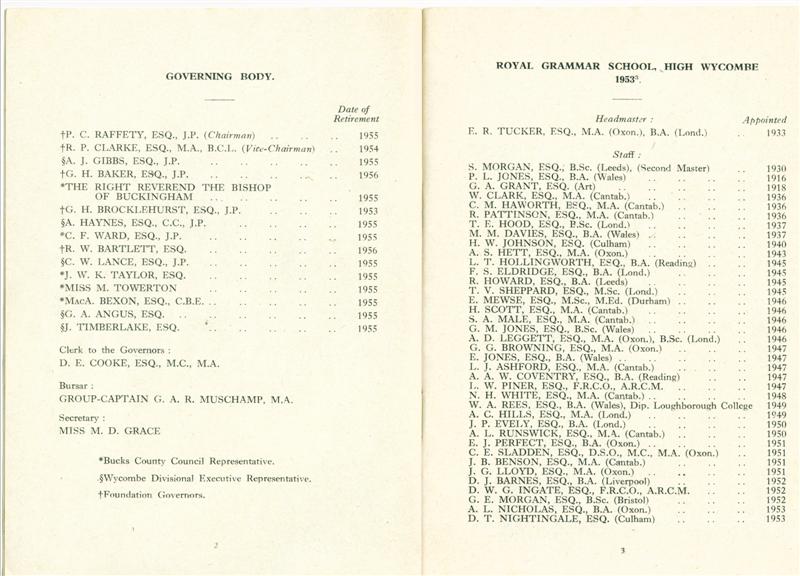 GOVERNING BODY.
Date of
Retirement
†P. C. RAFFETY, ESQ., J.P. (Chairman) .. .. .. 1955
†R. P. CLARKE, ESQ., M.A., B.C.L. (Vice-Chairman) .. 1954
§A. J. GIBBS, ESQ., J.P. .. .. .. .. .. 1955
†G. H. BAKER, ESQ., J.P. .. .. .. .. .. 1956
*THE RIGHT REVEREND THE BISHOP
OF BUCKINGHAM .. .. .. .. .. 1955
†G. H. BROCKLEHURST, ESQ., J.P. .. .. .. 1953
§A. HAYNES, ESQ., C.C., J.P. .. .. .. .. 1955
*C. F. WARD, ESQ., J.P. .. .. .. .. .. 1955
†R. W. BARTLETT, ESQ. .. .. .. .. .. 1956
§C. W. LANCE, ESQ., J.P. .. .. .. .. .. 1955
*J. W. K. TAYLOR, ESQ. .. .. .. .. .. 1955
*MISS M. TOWERTON .. .. .. .. .. 1955
*MACA. BEXON, ESQ., C.B.E. .. .. .. .. .. 1955
§G. A. ANGUS, ESQ. .. .. .. .. .. 1955
§J. TIMBERLAKE, ESQ. .. .. .. .. .. 1955
Clerk to the Governors :
D. E. COOKE, ESQ., M.C., M.A.
Bursar :
GROUP-CAPTAIN G. A. R. MUSCHAMP, M.A.
Secretary :
MISS M. D. GRACE
*Bucks County Council Representative.
§Wycombe Divisional Executive Representative.
†Foundation Governors.
2
ROYAL GRAMMAR SCHOOL, HIGH WYCOMBE
1953
Headmaster : Appointed
E. R. TUCKER, ESQ., M.A. (Oxon.), B.A. (Lond.) .. 1933
Staff :
S. MORGAN, ESQ., B.Sc. (Leeds), (Second Master) .. 1930
P. L. JONES, ESQ., B.A. (Wales) .. .. .. .. 1916
G. A. GRANT, ESQ. (Art) .. .. .. .. 1918
W. CLARK, ESQ., M.A. (Cantab.) .. .. .. 1936
C. M. HAWORTH, ESQ., M.A. (Cantab.) .. .. .. 1936
R. PATTINSON, ESQ., M.A. (Cantab.) .. .. .. 1936
T. E. HOOD, ESQ., B.Sc. (Lond.) .. .. .. 1937
M. M. DAVIES, ESQ., B.A. (Wales) .. .. .. 1937
H. W. JOHNSON, ESQ. (Culham) .. .. .. 1940
A. S. HETT, ESQ., M.A. (Oxon.) .. .. .. 1943
L. T. HOLLINGWORTH, ESQ., B.A. (Reading) .. .. 1945
F. S. ELDRIDGE, ESQ., B.A. (Lond.) .. .. .. 1945
R. HOWARD, ESQ., B.A. (Leeds) .. .. .. 1945
T. V. SHEPPARD, ESQ., M.Sc. (Lond.) .. .. .. 1945
E. MEWSE, ESQ., M.Sc., M.Ed. (Durham) .. .. .. 1946
H. SCOTT, ESQ., M.A. (Cantab.) .. .. .. 1946
S. A. MALE, ESQ., M.A. (Cantab.) .. .. .. 1946
G. M. JONES, ESQ., B.Sc. (Wales) .. .. .. 1946
A. D. LEGGETT, ESQ., M.A. (Oxon.), B.Sc. (Lond.) .. 1946
G. G. BROWNING, ESQ., M.A. (Oxon.) .. .. .. 1947
E. JONES, ESQ., B.A. (Wales) .. .. .. .. 1947
L. J. ASHFORD, ESQ., M.A. (Cantab.) .. .. .. 1947
A. A. W. COVENTRY, ESQ., B.A. (Reading) .. .. 1947
L. W. PINER, ESQ., F.R.C.O., A.R.C.M. .. .. .. 1947
N. H. WHITE, ESQ., M.A. (Cantab.) .. .. .. 1948
W. A. REES, ESQ., B.A. (Wales), Dip. Loughborough College 1949
A. C. HILLS, ESQ., M.A. (Lond.) .. .. .. 1949
J. P. EVELY, ESQ., B.A. (Lond.) .. .. .. 1950
A. L. RUNSWICK, ESQ., M.A. (Cantab.) .. .. .. 1950
E. J. PERFECT, ESQ., B.A. (Oxon.) .. .. .. 1951
C. E. SLADDEN, ESQ., D.S.O., M.C., M.A. (Oxon.) .. 1951
J. B. BENSON, ESQ., M.A. (Cantab.) .. .. .. 1951
J. G. LLOYD, ESQ., M.A. (Oxon.) .. .. .. 1951
D. J. BARNES, ESQ., B.A. (Liverpool) .. .. .. 1952
D. W. G. INGATE, ESQ., F.R.C.O., A.R.C.M. .. .. 1952
G. E. MORGAN, ESQ., B.Sc. (Bristol) .. .. .. 1952
A. L. NICHOLAS, ESQ., B.A. (Oxon.) .. .. .. 1953
D. T. NIGHTINGALE, ESQ. (Culham) .. .. .. 1953
3